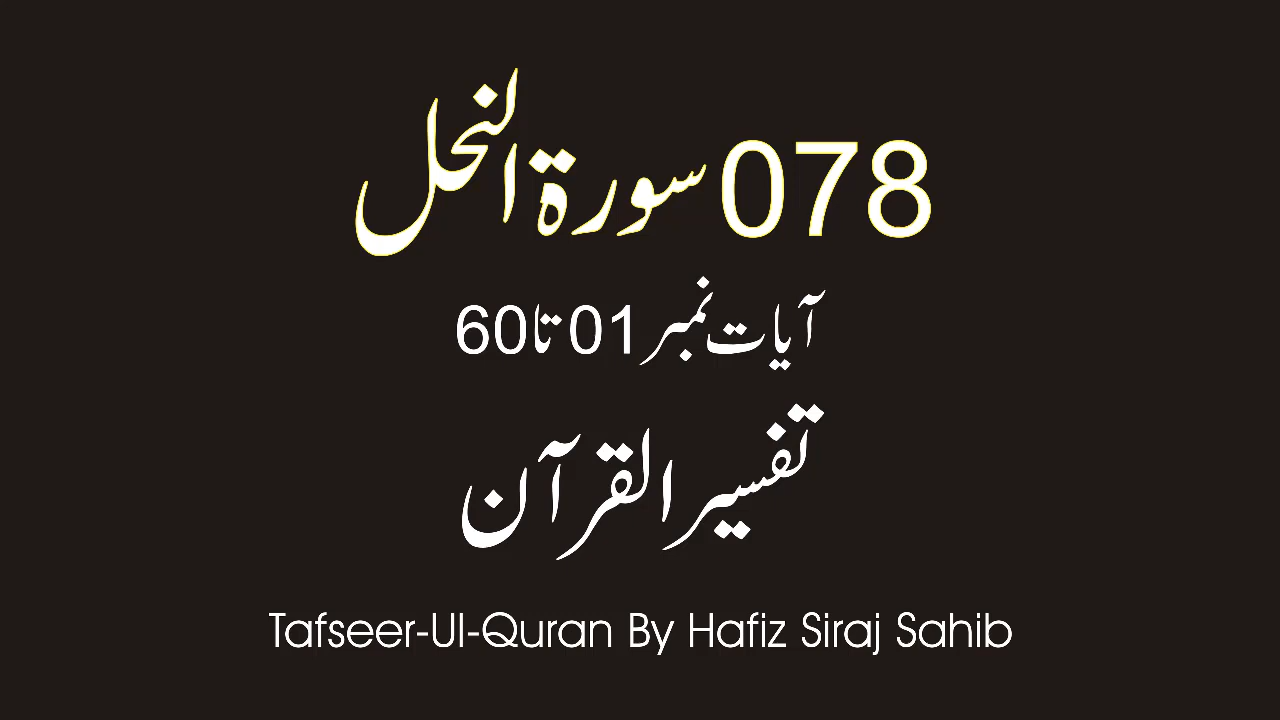 078 سورۃ النحل
آیات نمبر 01 تا 60
تفسیر القرآن
Tafseer-Ul-Quran By Hafiz Siraj Sahib